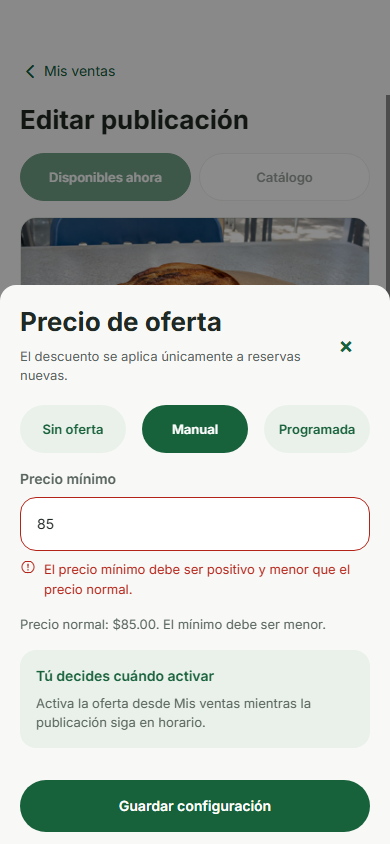 Mis ventas
Editar publicación
Disponibles ahora
Catálogo
Precio de oferta
El descuento se aplica únicamente a reservas
nuevas.
Sin oferta
Manual
Programada
Precio mínimo
85
El precio mínimo debe ser positivo y menor que el
precio normal.
Precio normal: $85.00. El mínimo debe ser menor.
Tú decides cuándo activar
Activa la oferta desde Mis ventas mientras la
publicación siga en horario.
Guardar configuración